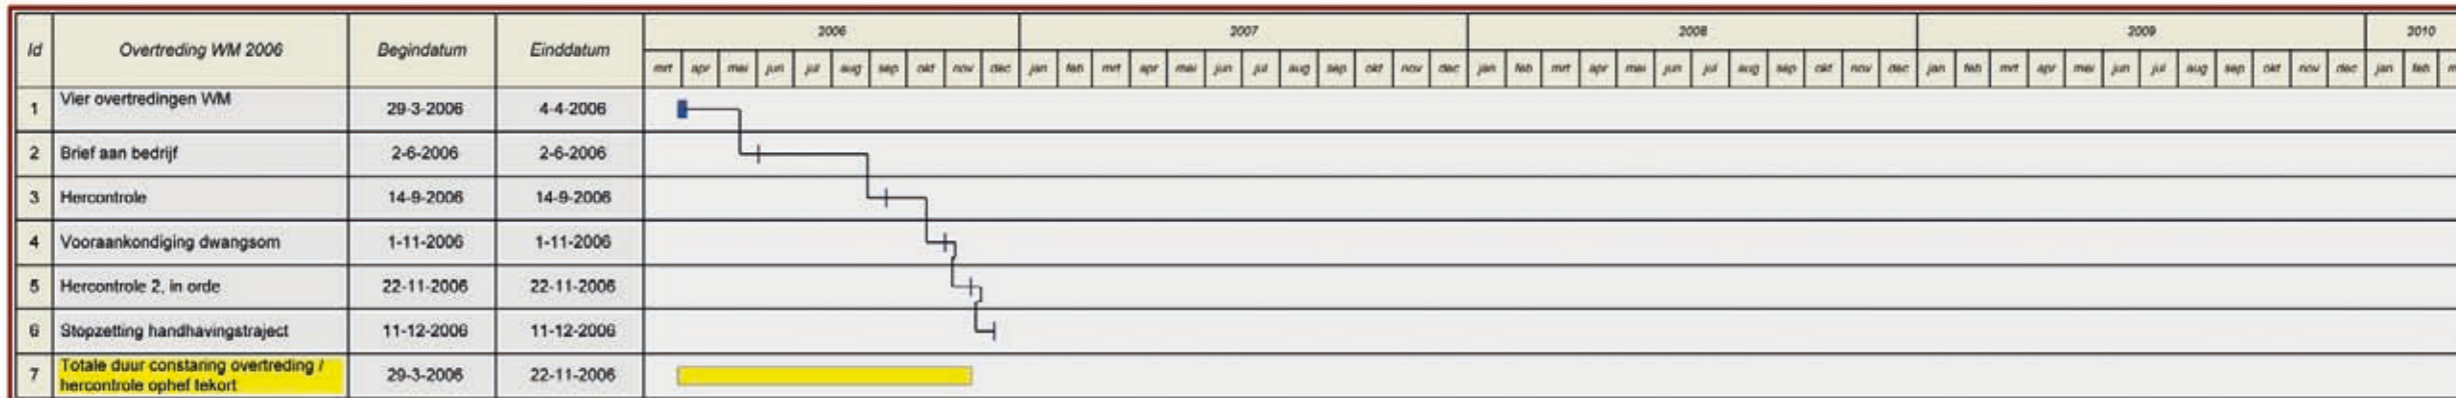 Id Overtreding WM 2006 Begindatum Einddatum 2006 2007 2008 2009 2010
mrt apr mei jun jul aug sep okt nov dec jan feb mrt apr mei jun jul aug sep okt nov dec jan feb mrt apr mei jun jul aug sep okt nov dec jan feb mrt apr mei jun jul aug sep okt nov dec jan feb m
1 Vier overtredingen WM 29-3-2006 4-4-2006
2 Brief aan bedrijf 2-6-2006 2-6-2006
3 Hercontrole 14-9-2006 14-9-2006
4 Vooraankondiging dwangsom 1-11-2006 1-11-2006
5 Hercontrole 2, in orde 22-11-2006 22-11-2006
6 Stopzetting handhavingstraject 11-12-2006 11-12-2006
7 Totale duur constaring overtreding /
hercontrole ophef tekort 29-3-2006 22-11-2006